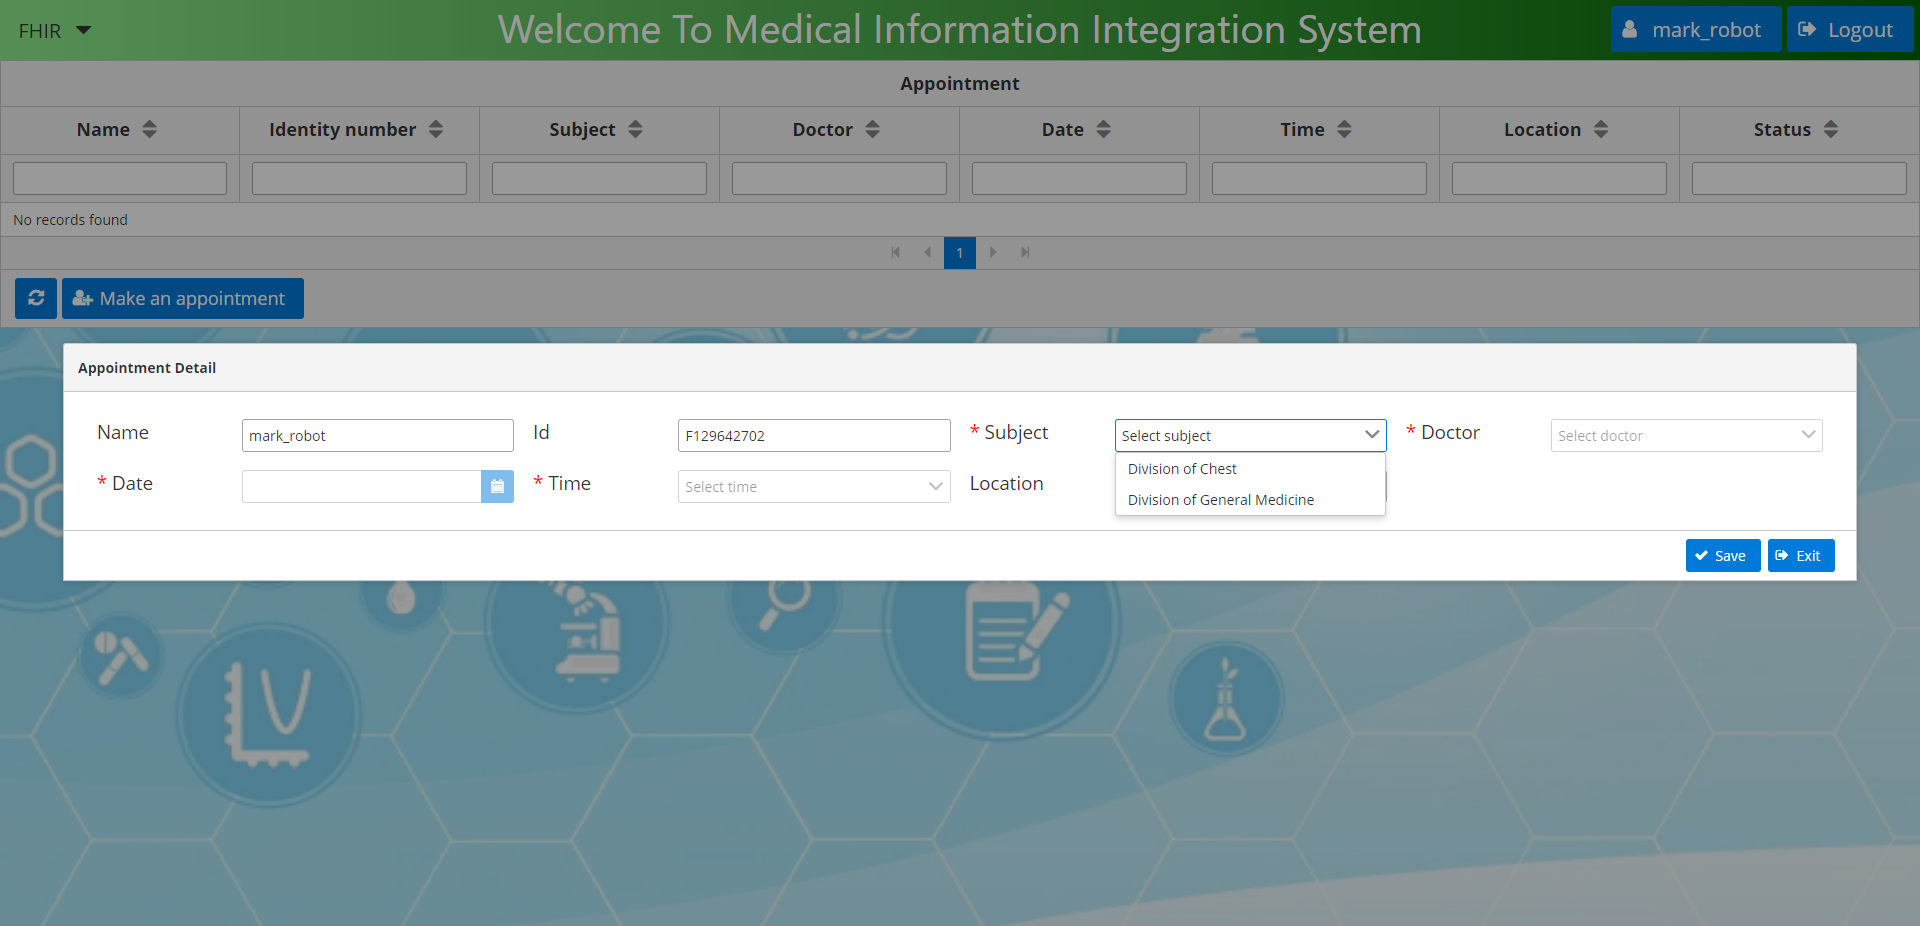 FHIR
Welcome To Medical Information Integration System
mark_robot
Logout
Appointment
Name
Identity number
Subject
Doctor
Date
Time
Location
Status
No records found
1
Make an appointment
Appointment Detail
Name
mark_robot
Id
F129642702
* Subject
Select subject
* Doctor
Select doctor
Division of Chest
Division of General Medicine
* Date
* Time
Select time
Location
Save
Exit